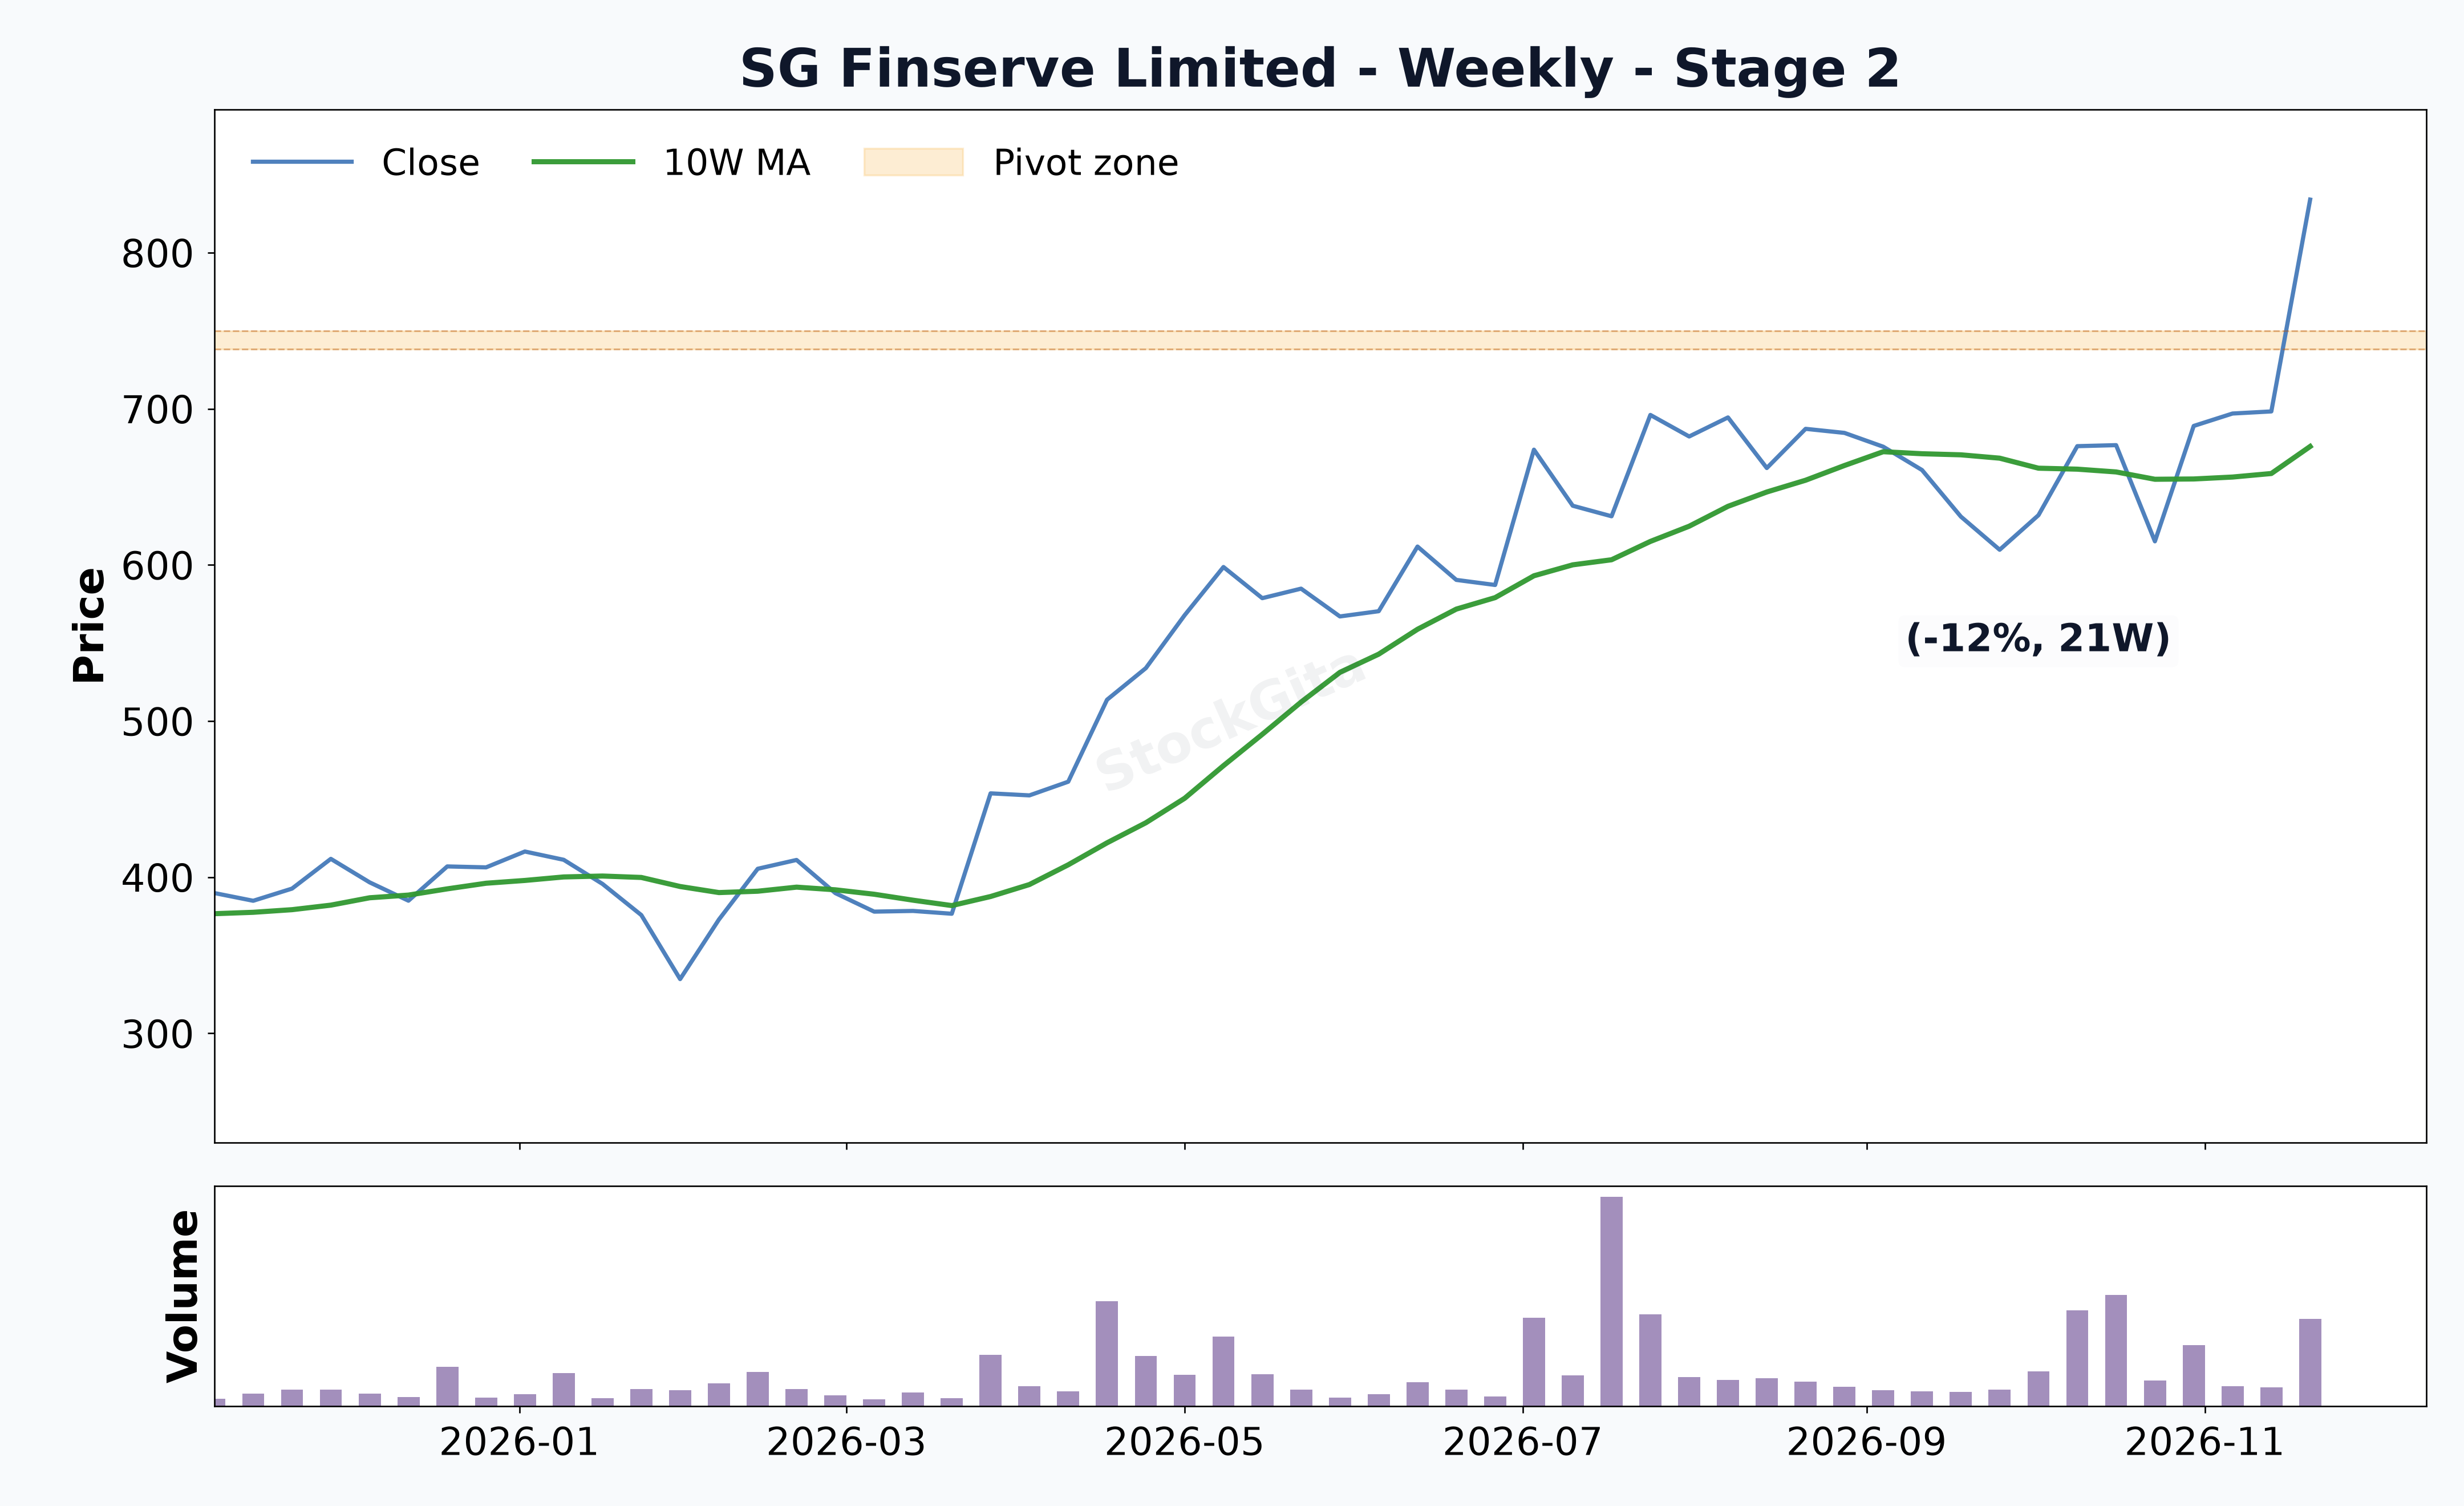 SG Finserve Limited - Weekly - Stage 2
Close
10W MA
Pivot zone
800
700
600
500
400
300
Price
(-12%, 21W)
StockGita
Volume
2026-01
2026-03
2026-05
2026-07
2026-09
2026-11